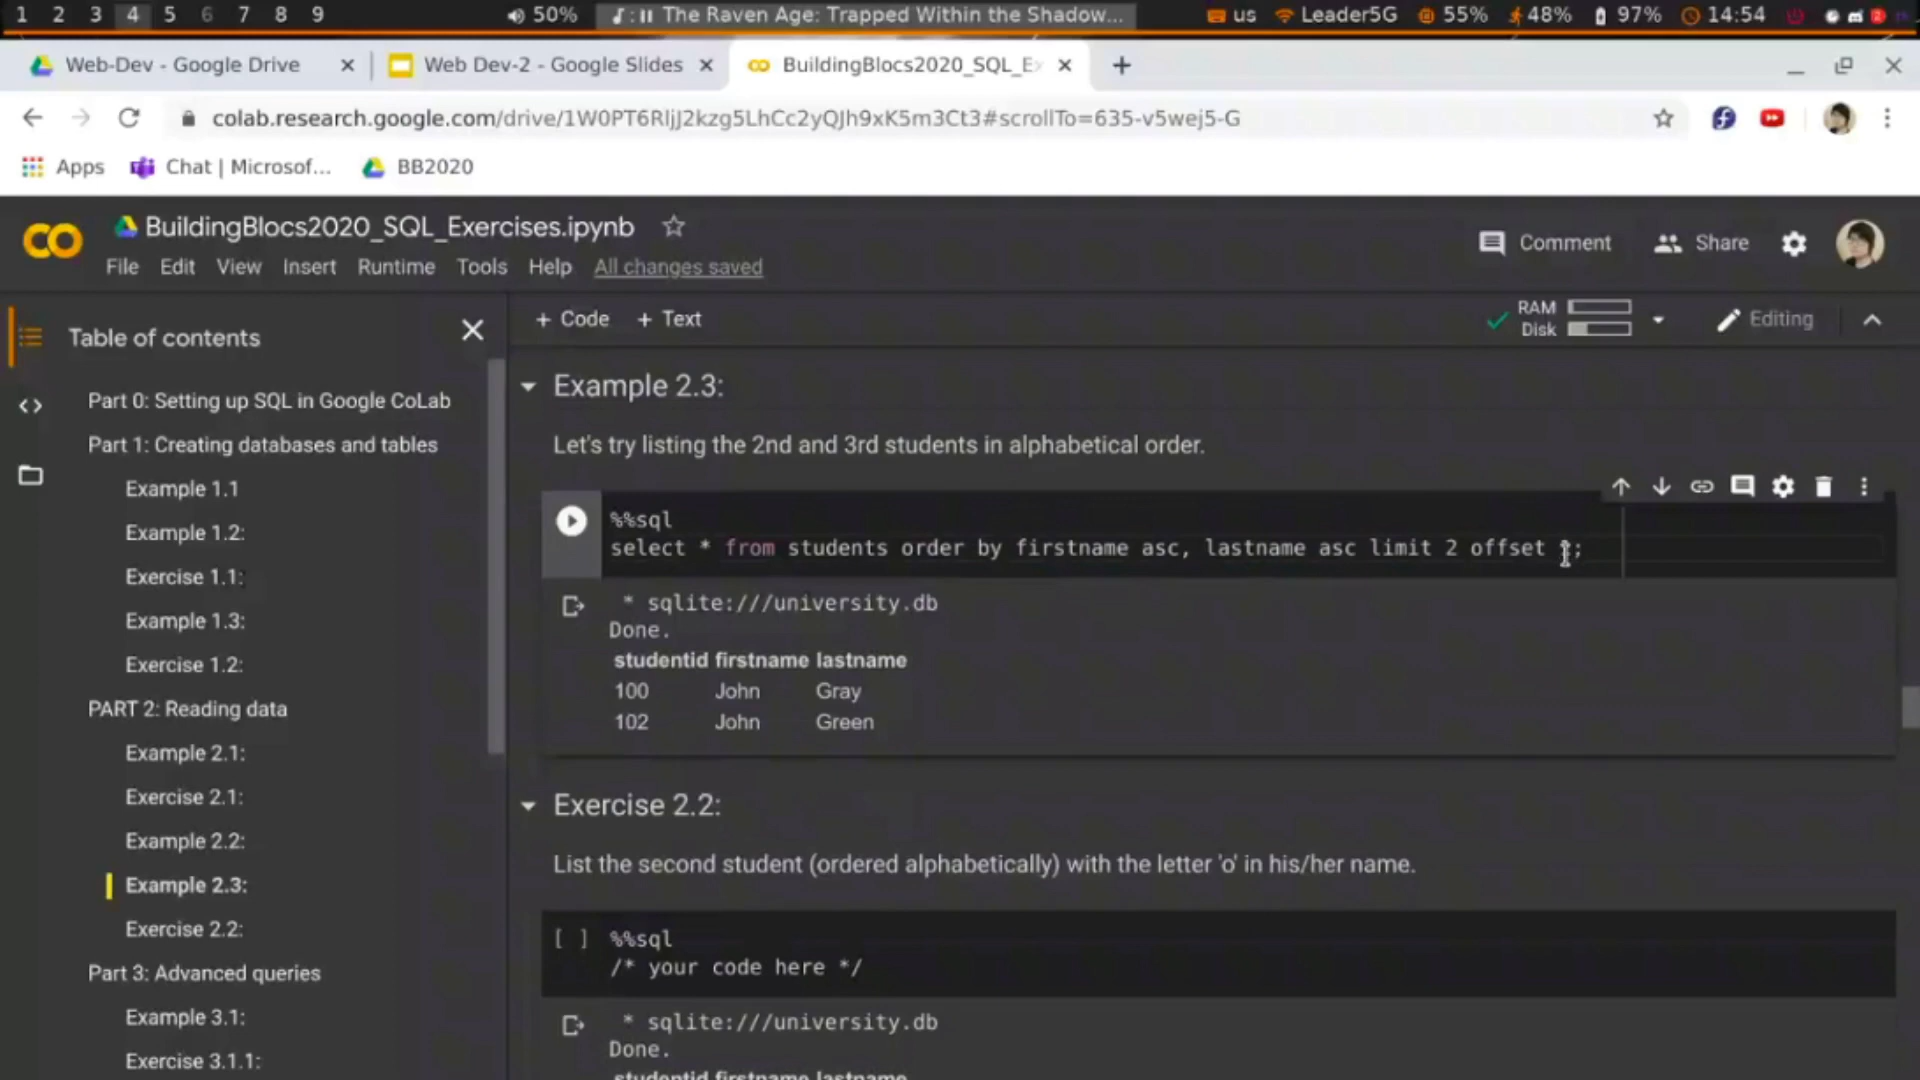 1 2 3 4 5 6 7 8 9 50% The Raven Age: Trapped Within the Shadow... us Leader5G 55% 48% 97% 14:54
Web-Dev - Google Drive Web Dev-2 - Google Slides BuildingBlocs2020_SQL_E
colab.research.google.com/drive/1W0PT6RljJ2kzg5LhCc2yQJh9xK5m3Ct3#scrollTo=635-v5wej5-G
Apps Chat | Microsof... BB2020
CO BuildingBlocs2020_SQL_Exercises.ipynb
Comment Share
File Edit View Insert Runtime Tools Help All changes saved
Table of contents
+ Code + Text
RAM
Disk
Editing
Part 0: Setting up SQL in Google CoLab
Part 1: Creating databases and tables
Example 1.1
Example 1.2:
Exercise 1.1:
Example 1.3:
Exercise 1.2:
PART 2: Reading data
Example 2.1:
Exercise 2.1:
Example 2.2:
Example 2.3:
Exercise 2.2:
Part 3: Advanced queries
Example 3.1:
Exercise 3.1.1:
Example 2.3:
Let's try listing the 2nd and 3rd students in alphabetical order.
%%sql
select * from students order by firstname asc, lastname asc limit 2 offset ;
* sqlite:///university.db
Done.
studentid firstname lastname
100 John Gray
102 John Green
Exercise 2.2:
List the second student (ordered alphabetically) with the letter 'o' in his/her name.
[ ] %%sql
/* your code here */
* sqlite:///university.db
Done.
studentid firstname lastname